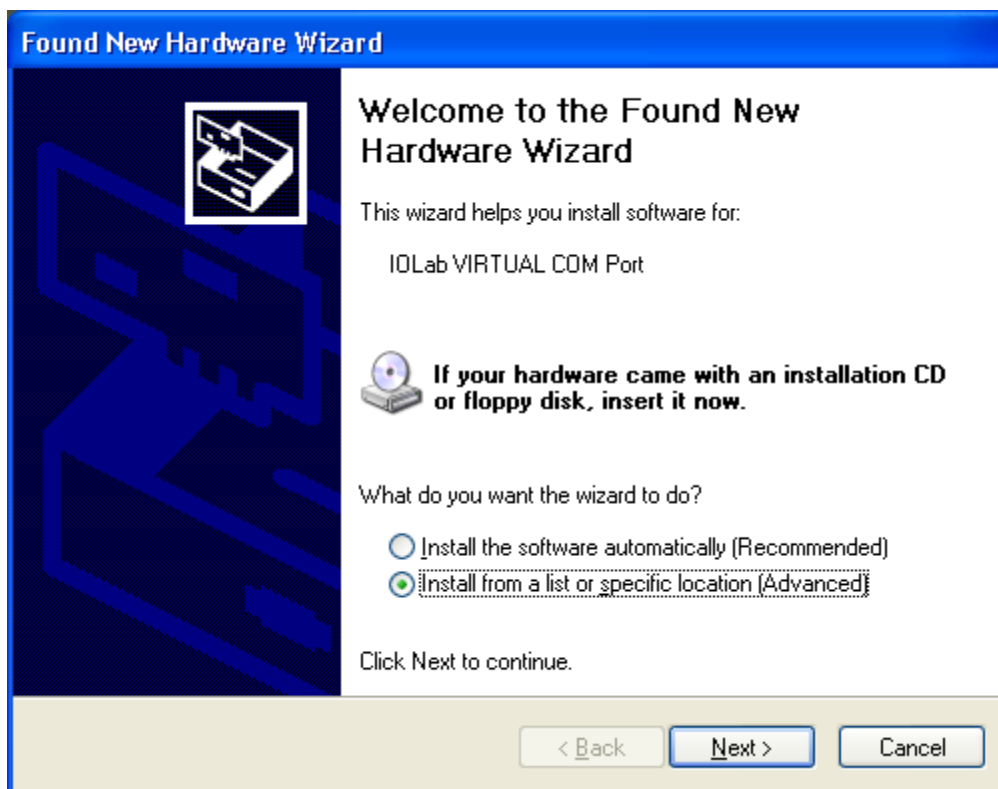 Found New Hardware Wizard
Welcome to the Found New
Hardware Wizard
This wizard helps you install software for:
IOLab VIRTUAL COM Port
If your hardware came with an installation CD
or floppy disk, insert it now.
What do you want the wizard to do?
Install the software automatically (Recommended)
Install from a list or specific location (Advanced)
Click Next to continue.
< Back Next > Cancel